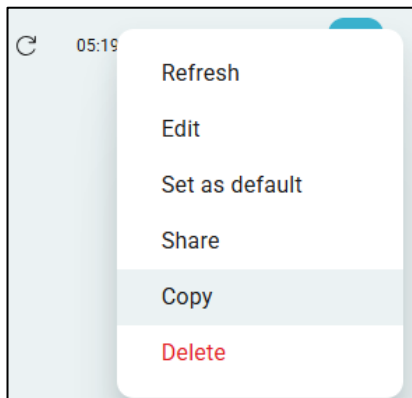 05:19
Refresh
Edit
Set as default
Share
Copy
Delete